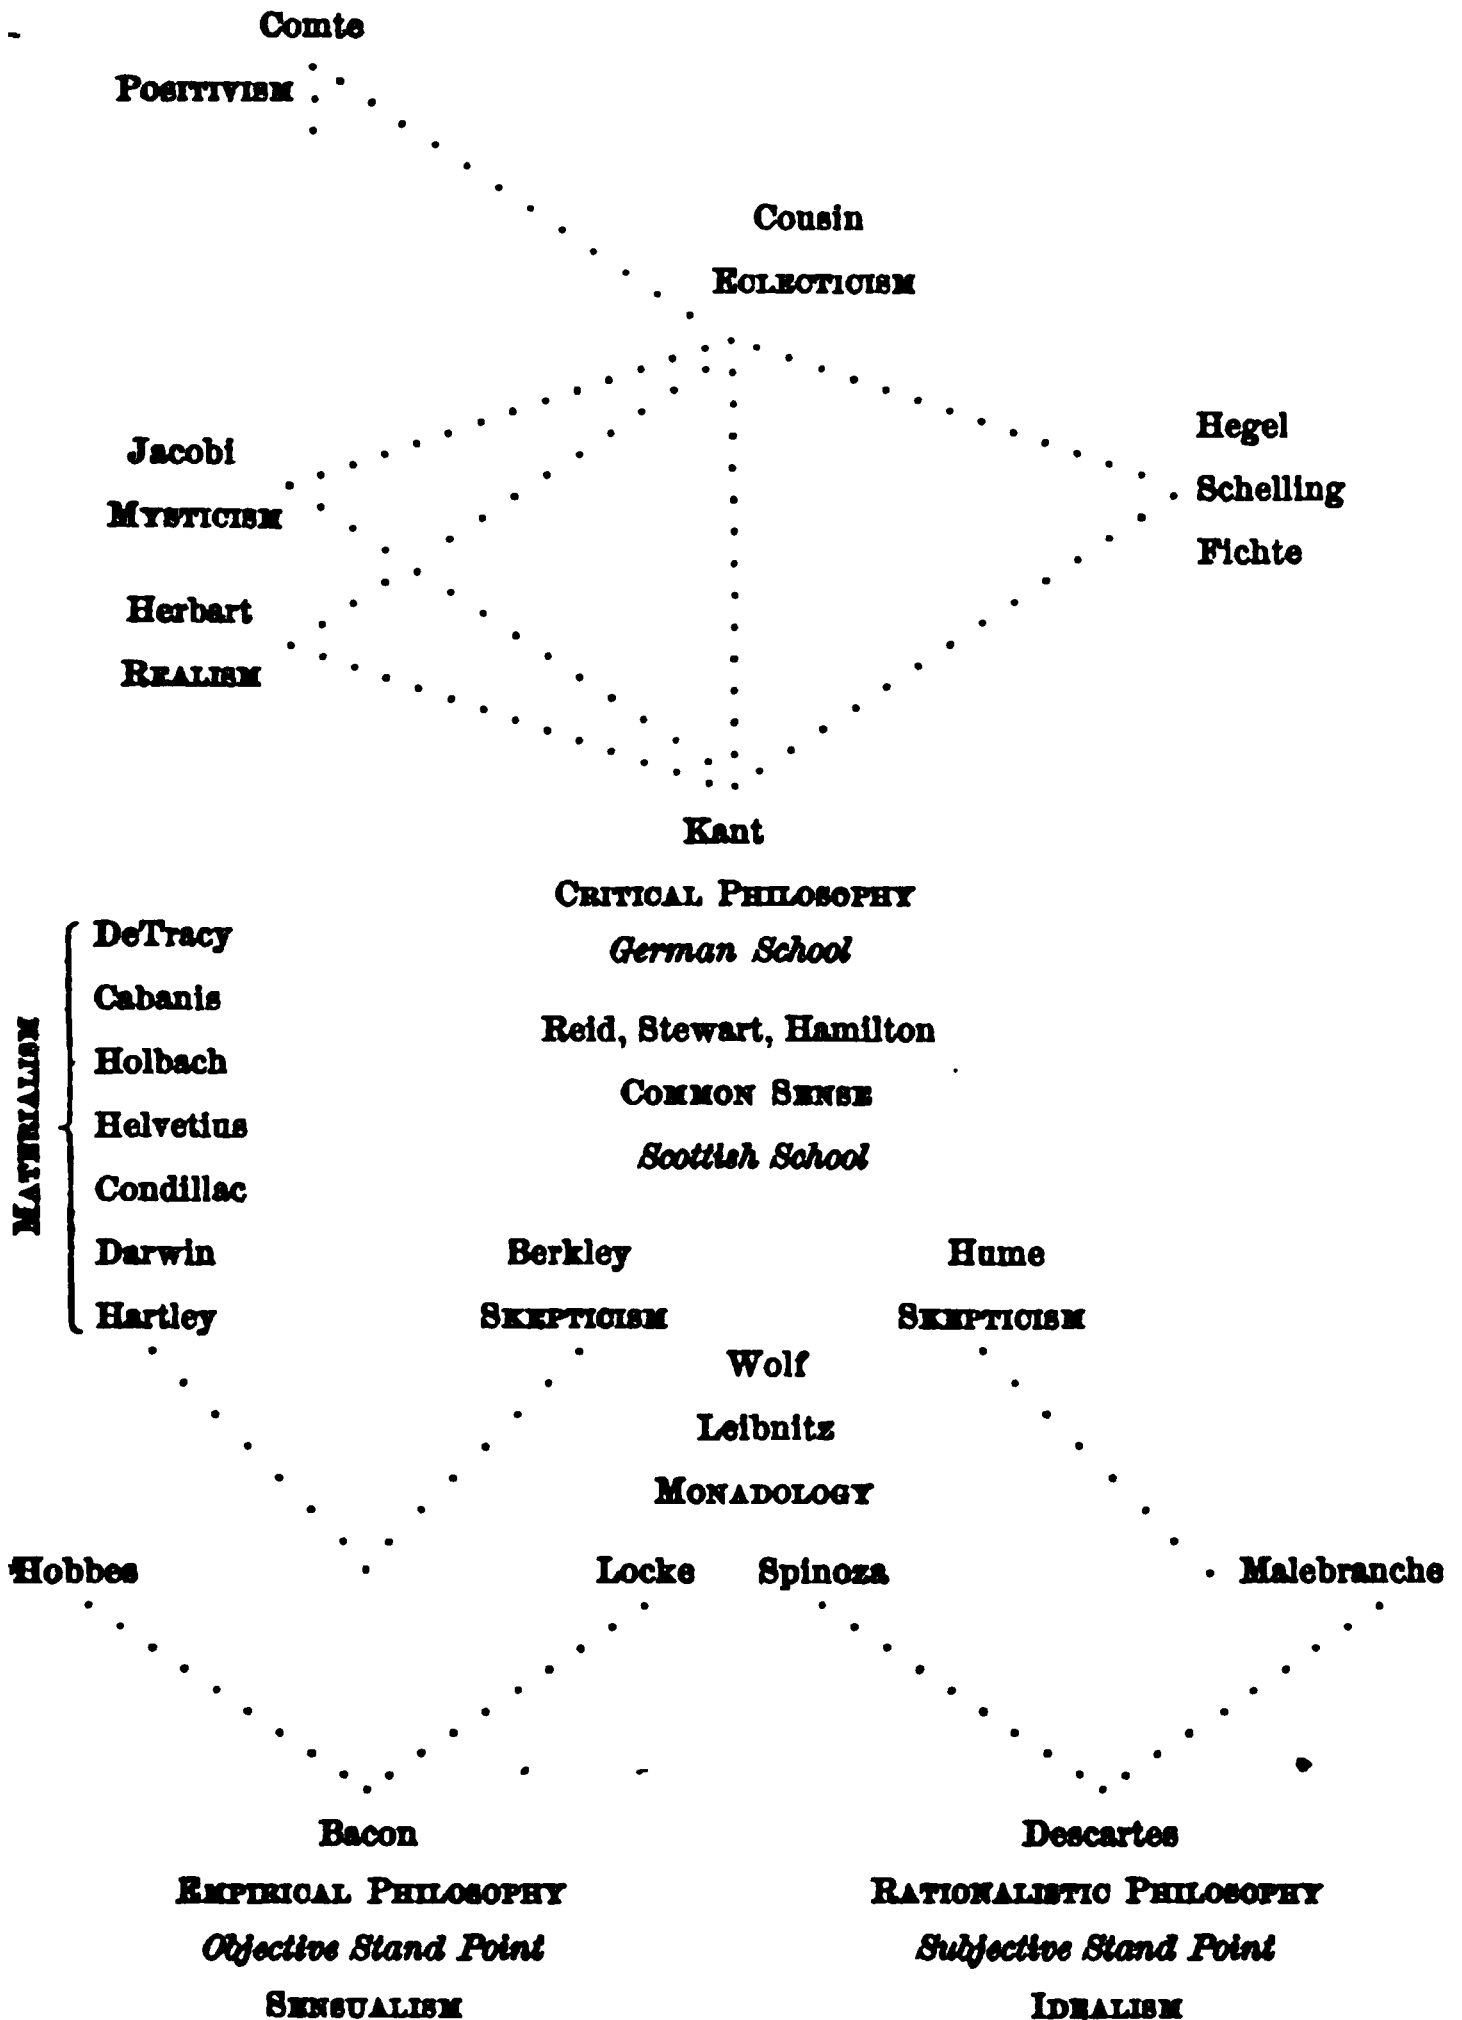 Comte
POSITIVISM
Cousin
ECLECTICISM
Jacobi
MYSTICISM
Herbart
REALISM
Hegel
Schelling
Fichte
Kant
CRITICAL PHILOSOPHY
German School
Reid, Stewart, Hamilton
COMMON SENSE
Scottish School
MATERIALISM
DeTracy
Cabanis
Holbach
Helvetius
Condillac
Darwin
Hartley
Berkley
SKEPTICISM
Hume
SKEPTICISM
Wolf
Leibnitz
MONADOLOGY
Hobbes
Locke
Spinoza
Malebranche
Bacon
EMPIRICAL PHILOSOPHY
Objective Stand Point
SENSUALISM
Descartes
RATIONALISTIC PHILOSOPHY
Subjective Stand Point
IDEALISM